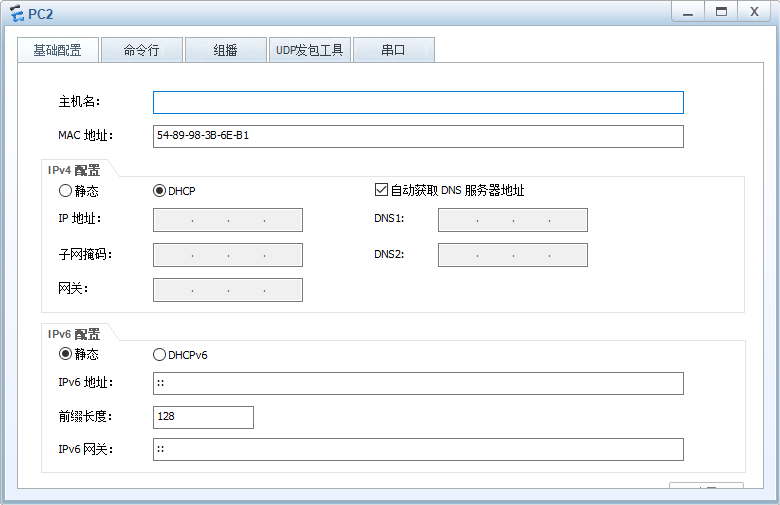 PC2
基础配置 命令行 组播 UDP发包工具 串口
主机名:
MAC 地址: 54-89-98-3B-6E-B1
IPv4 配置
静态 DHCP 自动获取 DNS 服务器地址
IP 地址: . . . DNS1: . . .
子网掩码: . . . DNS2: . . .
网关: . . .
IPv6 配置
静态 DHCPv6
IPv6 地址: ::
前缀长度: 128
IPv6 网关: ::